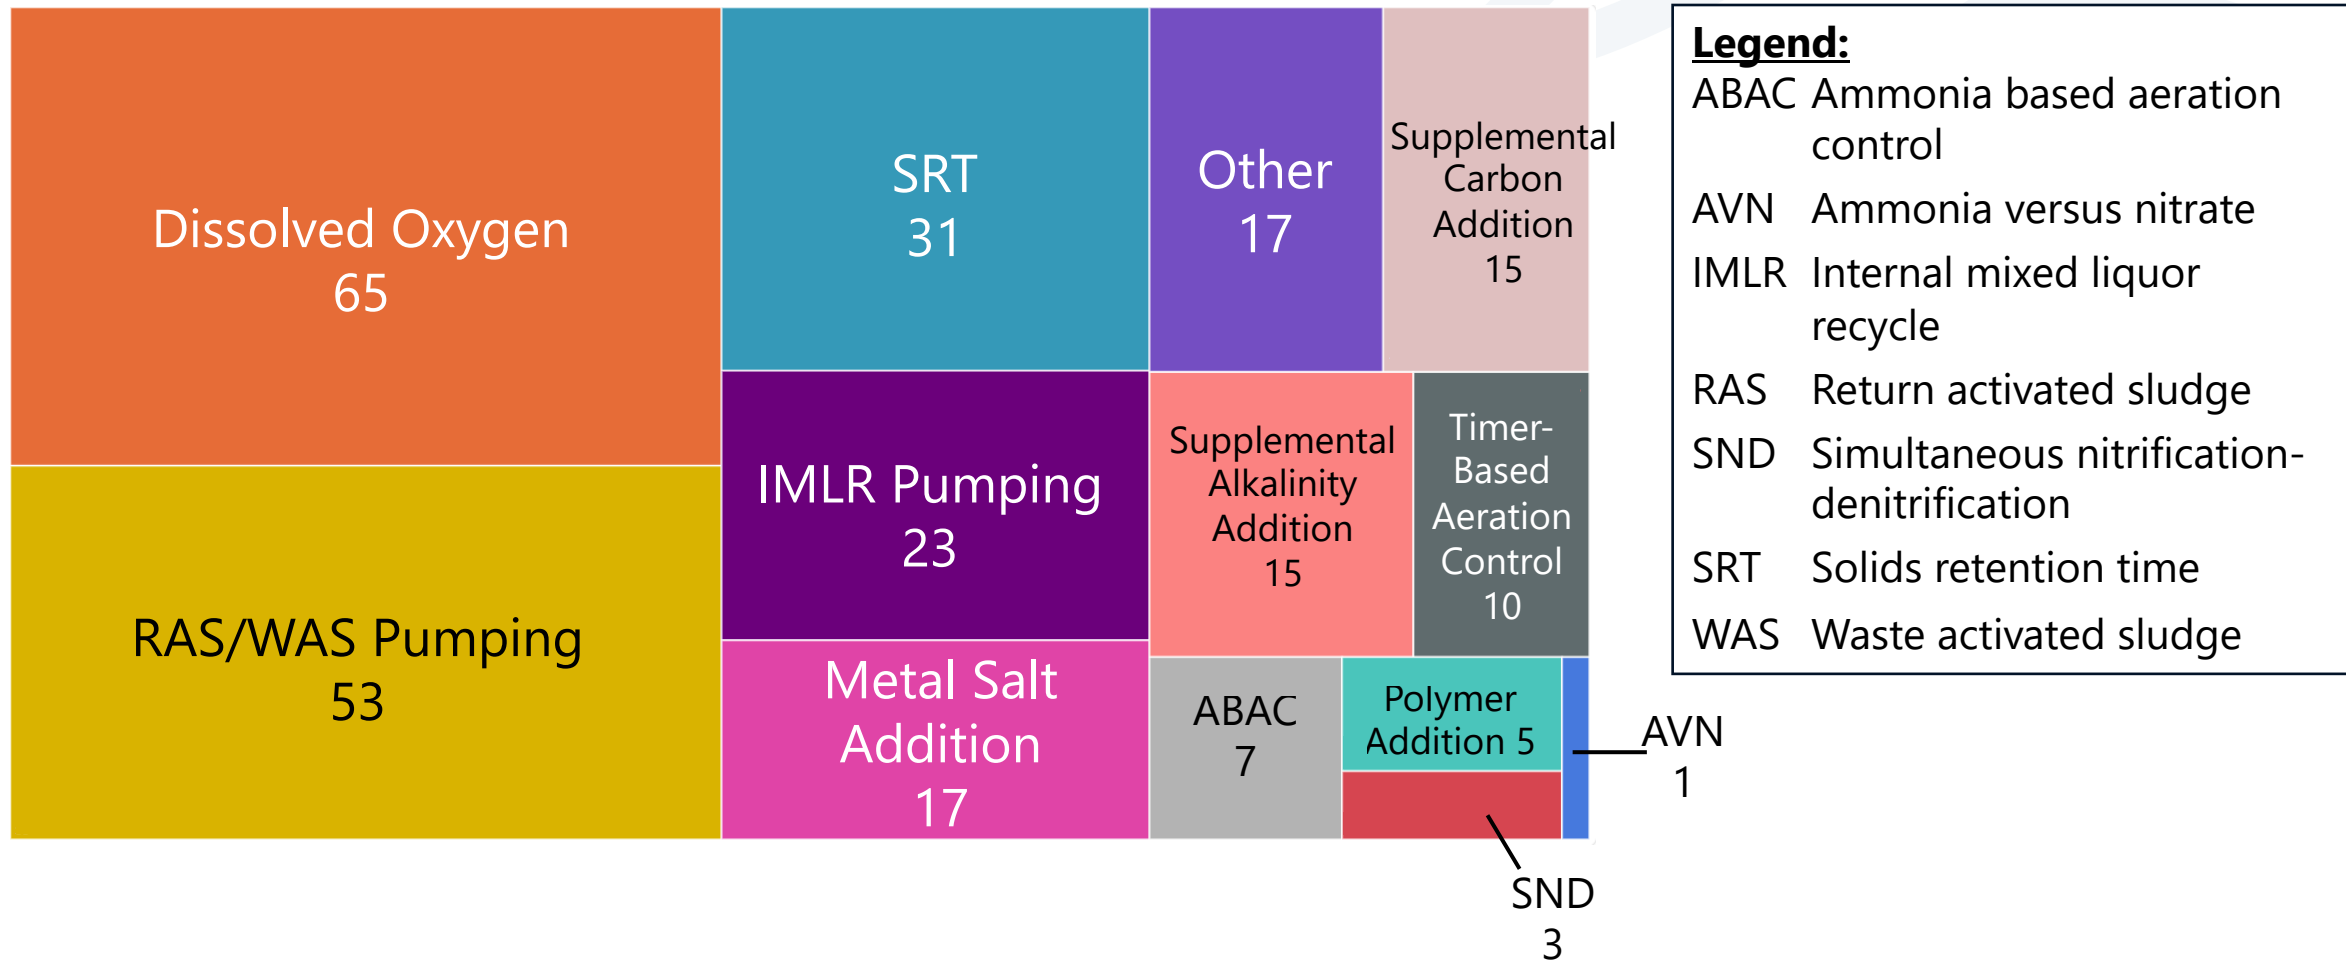 Dissolved Oxygen
65
RAS/WAS Pumping
53
SRT
31
IMLR Pumping
23
Metal Salt
Addition
17
Other
17
Supplemental
Carbon
Addition
15
Supplemental
Alkalinity
Addition
15
Timer-
Based
Aeration
Control
10
ABAC
7
Polymer
Addition 5
AVN
1
SND
3
Legend:
ABAC Ammonia based aeration
control
AVN Ammonia versus nitrate
IMLR Internal mixed liquor
recycle
RAS Return activated sludge
SND Simultaneous nitrification-
denitrification
SRT Solids retention time
WAS Waste activated sludge